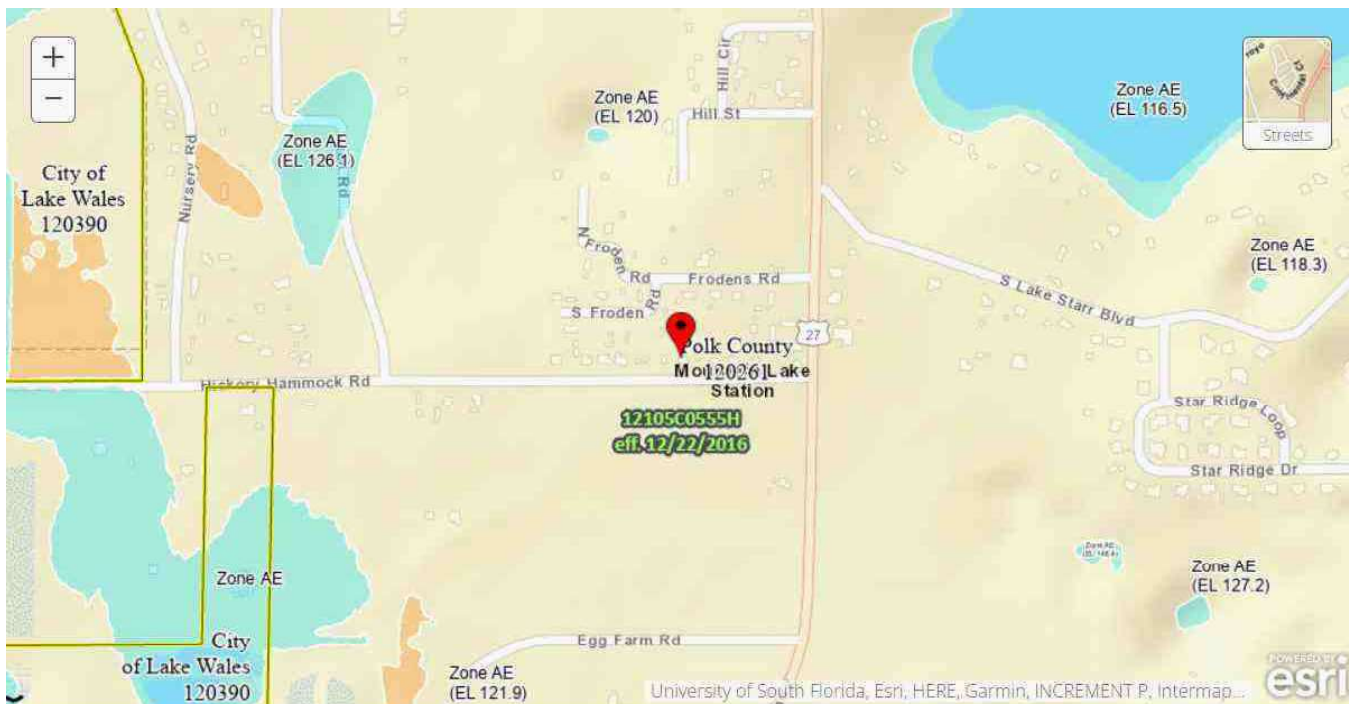 +
−
Zone AE
(EL 120)
Hill Cir
Hill St
Zone AE
(EL 116.5)
Streets
Zone AE
(EL 126.1)
Rd
Nursery Rd
City of
Lake Wales
120390
N Froden Rd
Frodens Rd
S Froden Rd
Zone AE
(EL 118.3)
S Lake Starr Blvd
27
Polk County
120261
Lake
Station
Hickory Hammock Rd
12105C0555H
eff. 12/22/2016
Star Ridge Loop
Star Ridge Dr
Zone AE
Zone AE
(EL 127.2)
City
of Lake Wales
120390
Egg Farm Rd
Zone AE
(EL 121.9)
University of South Florida, Esri, HERE, Garmin, INCREMENT P, Intermap...
POWERED BY
esri